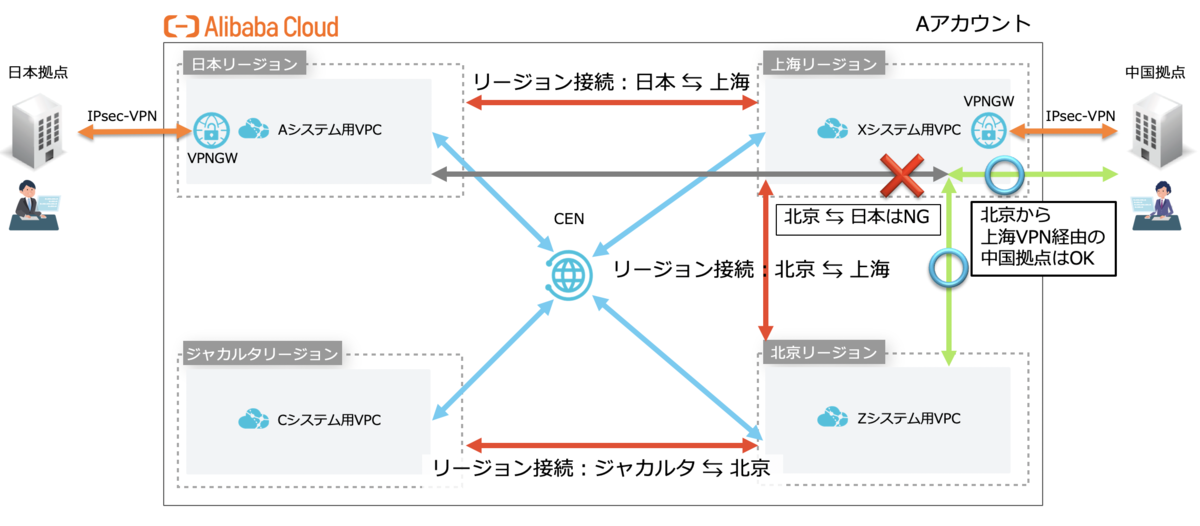 Alibaba Cloud
Aアカウント
日本リージョン
上海リージョン
日本拠点
中国拠点
リージョン接続：日本 ⇆ 上海
IPsec-VPN
VPNGW
Aシステム用VPC
Xシステム用VPC
VPNGW
IPsec-VPN
CEN
北京 ⇆ 日本はNG
北京から
上海VPN経由の
中国拠点はOK
リージョン接続：北京 ⇆ 上海
ジャカルタリージョン
北京リージョン
Cシステム用VPC
Zシステム用VPC
リージョン接続：ジャカルタ ⇆ 北京